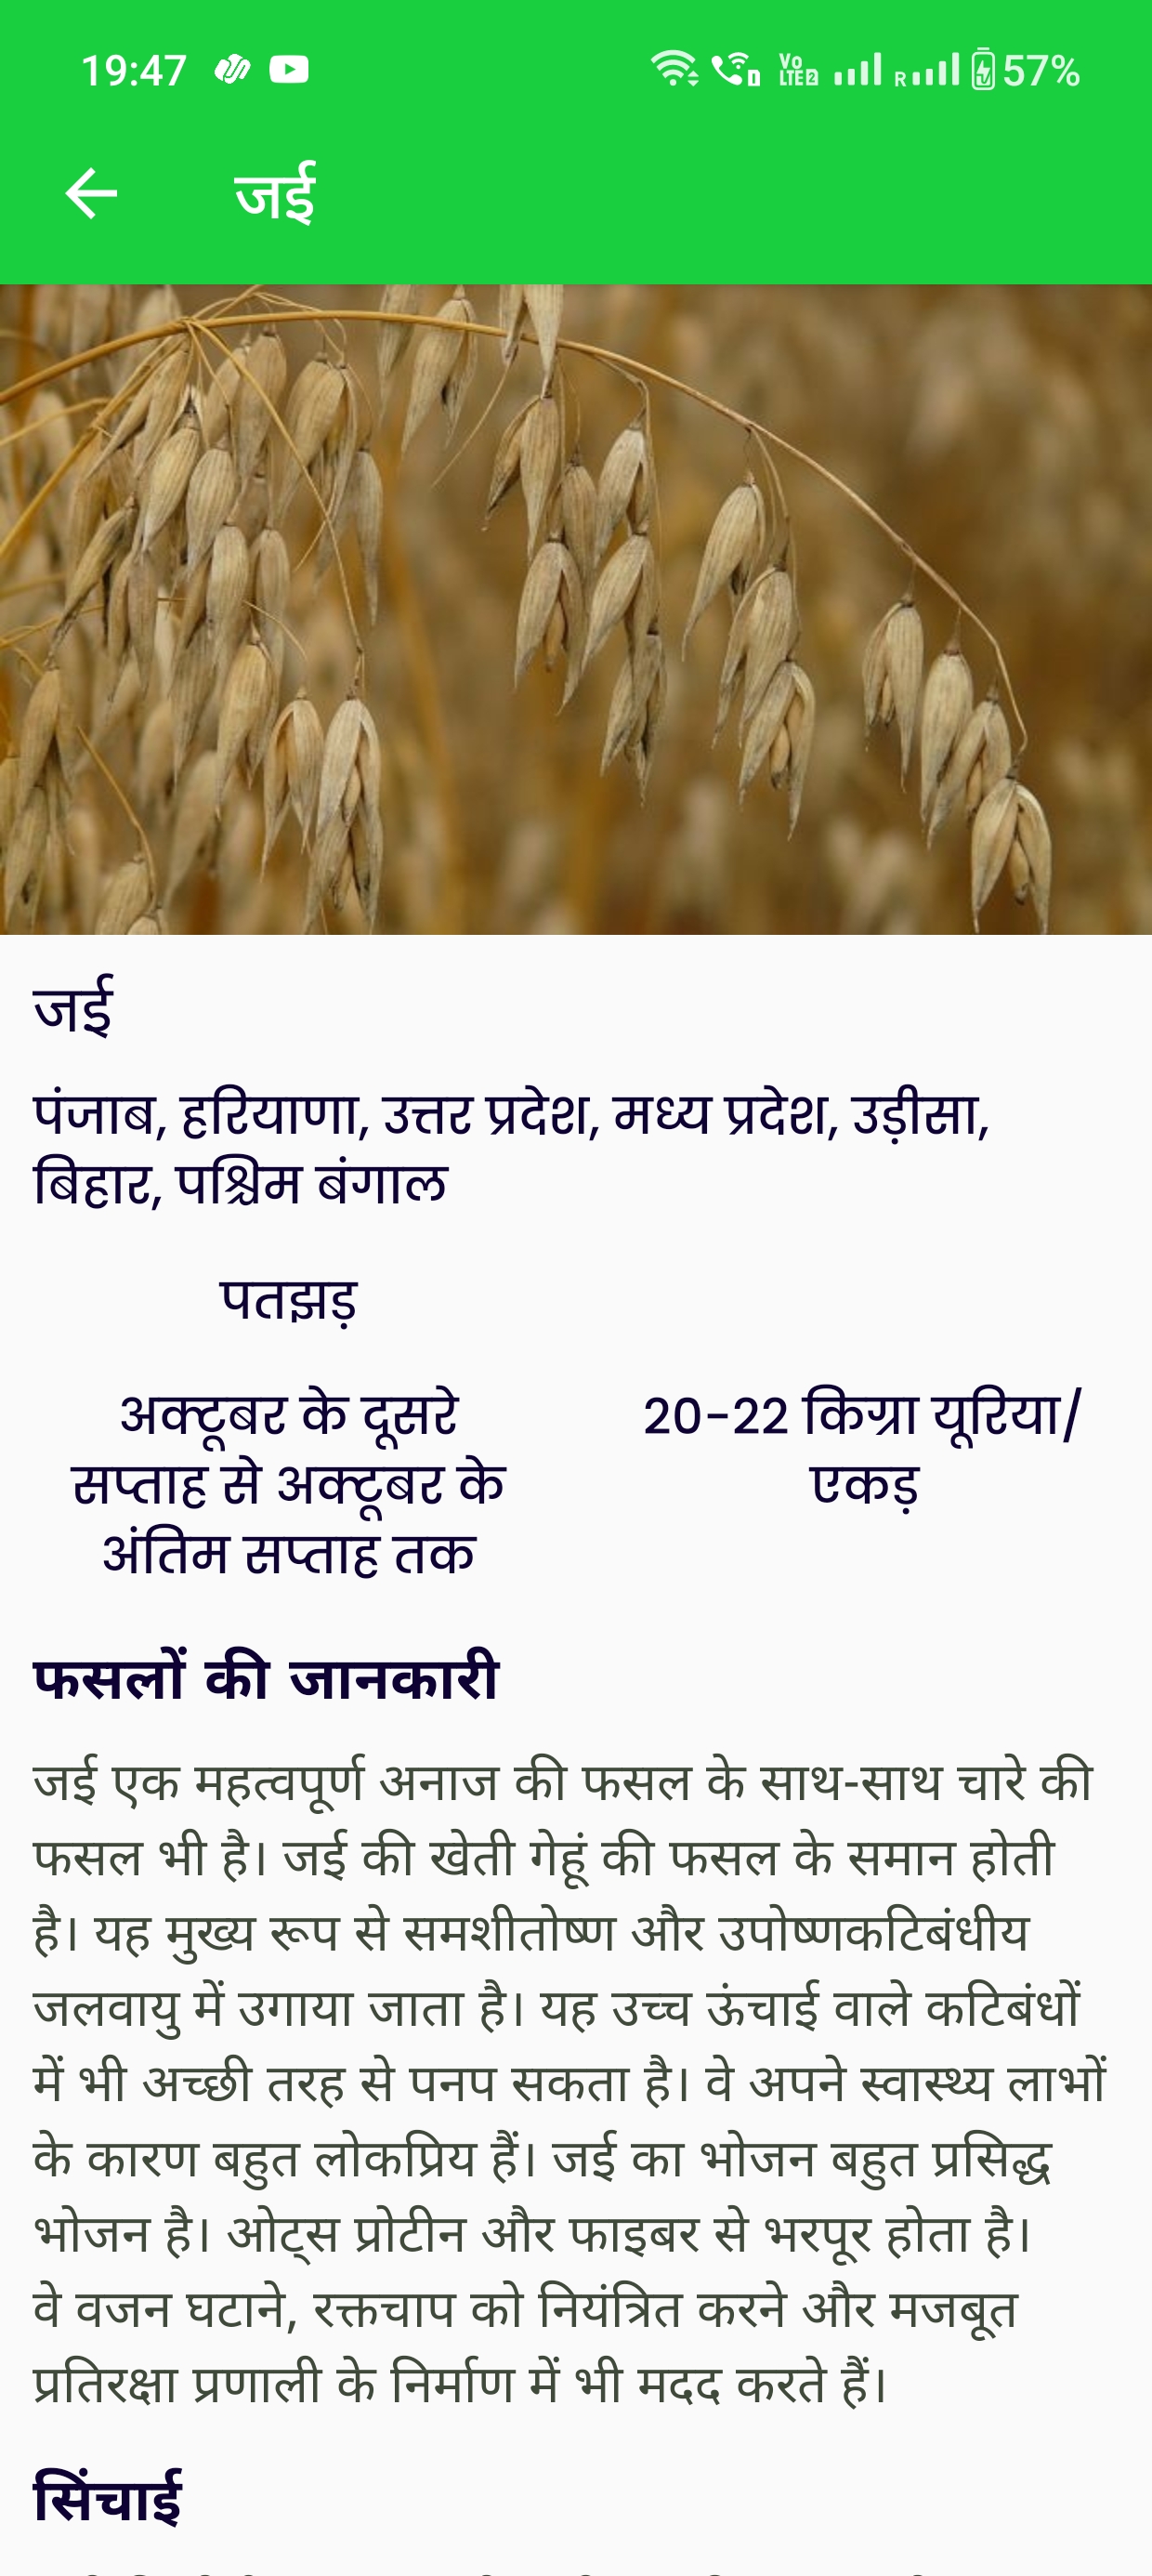 19:47
Vo LTE2 R 57%
जई
जई
पंजाब, हरियाणा, उत्तर प्रदेश, मध्य प्रदेश, उड़ीसा,
बिहार, पश्चिम बंगाल
पतझड़
अक्टूबर के दूसरे
सप्ताह से अक्टूबर के
अंतिम सप्ताह तक
20-22 किग्रा यूरिया/
एकड़
फसलों की जानकारी
जई एक महत्वपूर्ण अनाज की फसल के साथ-साथ चारे की
फसल भी है। जई की खेती गेहूं की फसल के समान होती
है। यह मुख्य रूप से समशीतोष्ण और उपोष्णकटिबंधीय
जलवायु में उगाया जाता है। यह उच्च ऊंचाई वाले कटिबंधों
में भी अच्छी तरह से पनप सकता है। वे अपने स्वास्थ्य लाभों
के कारण बहुत लोकप्रिय हैं। जई का भोजन बहुत प्रसिद्ध
भोजन है। ओट्स प्रोटीन और फाइबर से भरपूर होता है।
वे वजन घटाने, रक्तचाप को नियंत्रित करने और मजबूत
प्रतिरक्षा प्रणाली के निर्माण में भी मदद करते हैं।
सिंचाई